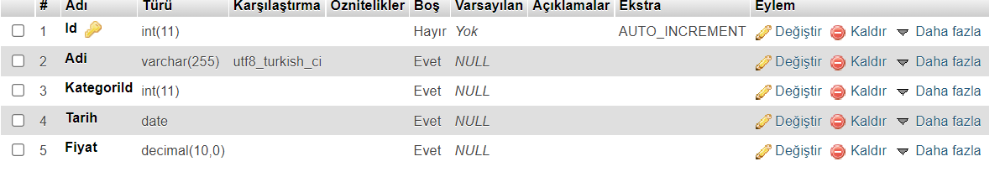 # Adı Türü Karşılaştırma Öznitelikler Boş Varsayılan Açıklamalar Ekstra Eylem
1 Id int(11) Hayır Yok AUTO_INCREMENT Değiştir Kaldır Daha fazla
2 Adi varchar(255) utf8_turkish_ci Evet NULL Değiştir Kaldır Daha fazla
3 KategoriId int(11) Evet NULL Değiştir Kaldır Daha fazla
4 Tarih date Evet NULL Değiştir Kaldır Daha fazla
5 Fiyat decimal(10,0) Evet NULL Değiştir Kaldır Daha fazla